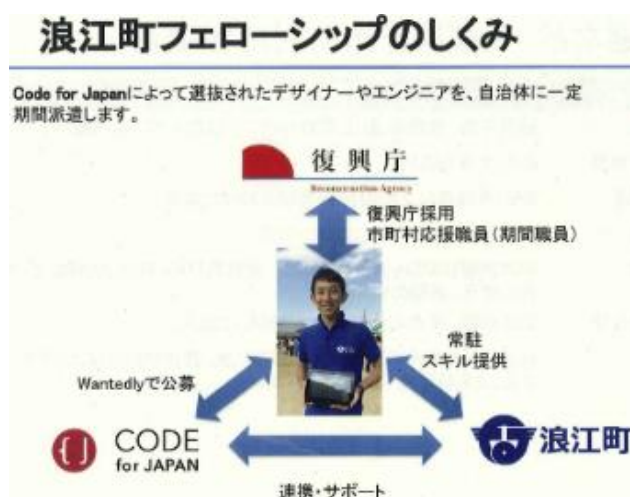 浪江町フェローシップのしくみ
Code for Japanによって選抜されたデザイナーやエンジニアを、自治体に一定
期間派遣します。
復興庁
Reconstruction Agency
復興庁採用
市町村応援職員(期間職員)
常駐
スキル提供
Wantedlyで公募
CODE
for JAPAN
浪江町
連携・サポート